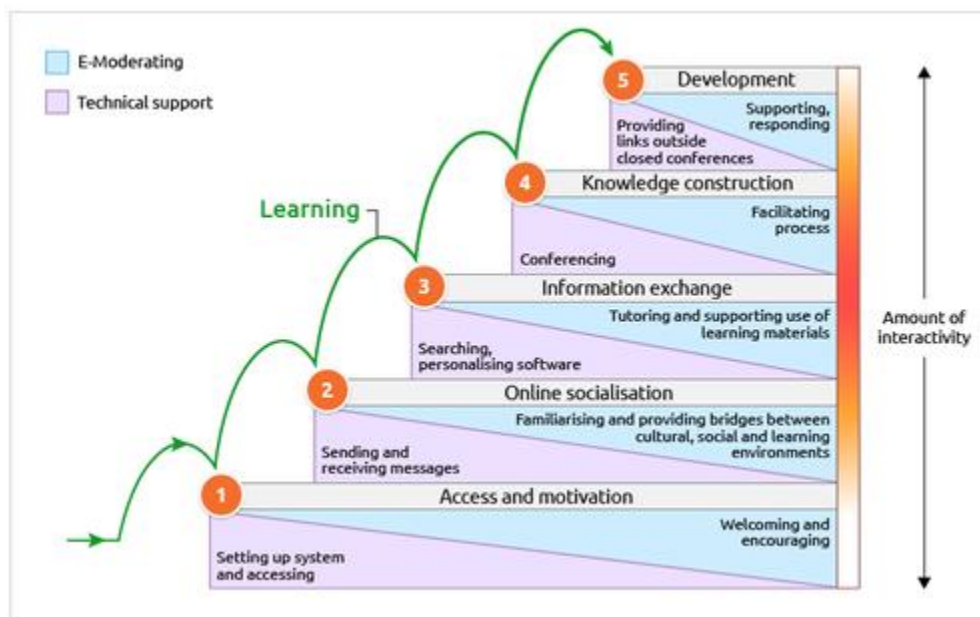 E-Moderating
Technical support
Learning
5
Development
Supporting,
responding
Providing
links outside
closed conferences
4
Knowledge construction
Facilitating
process
Conferencing
3
Information exchange
Tutoring and supporting use of
learning materials
Searching,
personalising software
2
Online socialisation
Familiarising and providing bridges between
cultural, social and learning
environments
Sending and
receiving messages
1
Access and motivation
Welcoming and
encouraging
Setting up system
and accessing
Amount of
interactivity